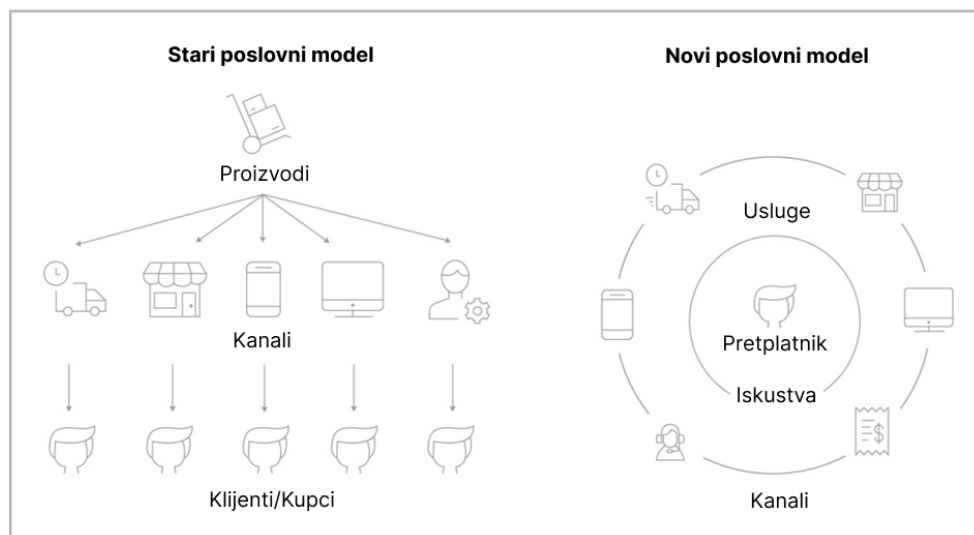 Stari poslovni model
Proizvodi
Kanali
Klijenti/Kupci
Novi poslovni model
Usluge
Pretplatnik
Iskustva
$
Kanali